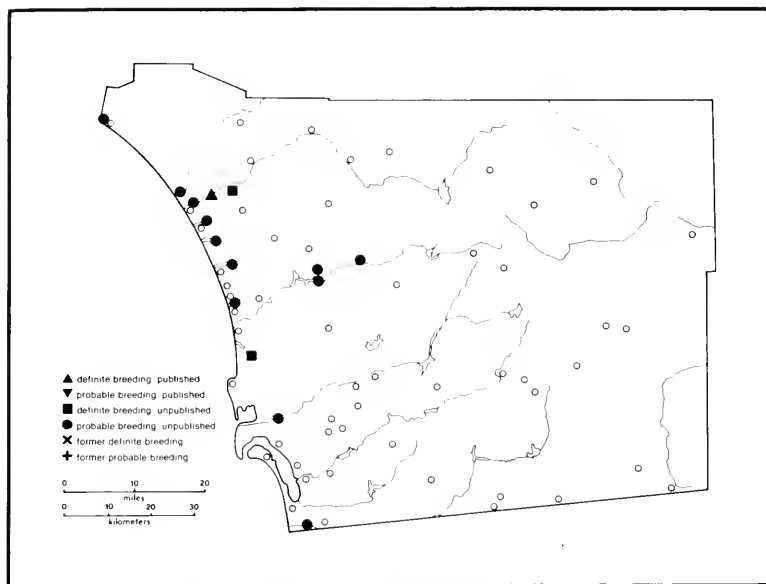 definite breeding published
probable breeding published
definite breeding unpublished
probable breeding unpublished
former definite breeding
former probable breeding
0 10 20
miles
0 10 20 30
kilometers